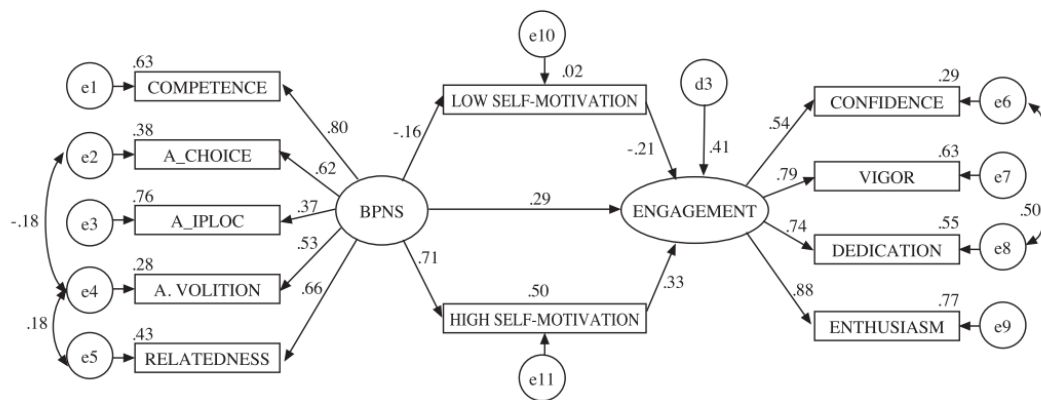 e10
.63
.02
.29
e1
COMPETENCE
d3
CONFIDENCE
e6
LOW SELF-MOTIVATION
.38
.80
-.16
.54
e2
A_CHOICE
-.21
.41
.63
.62
.79
VIGOR
e7
.76
.37
e3
A_IPLOC
BPNS
.29
ENGAGEMENT
-.18
.53
.74
.55
.50
DEDICATION
e8
.28
.71
e4
A. VOLITION
.66
.50
.33
.88
.18
.43
HIGH SELF-MOTIVATION
.77
ENTHUSIASM
e9
e5
RELATEDNESS
e11